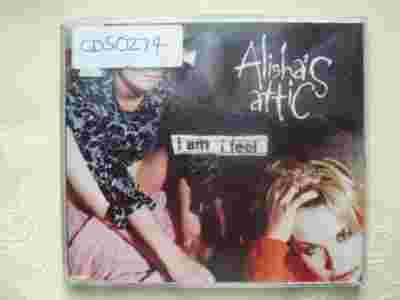 CDS0274
Alisha's
attic
i am i feel